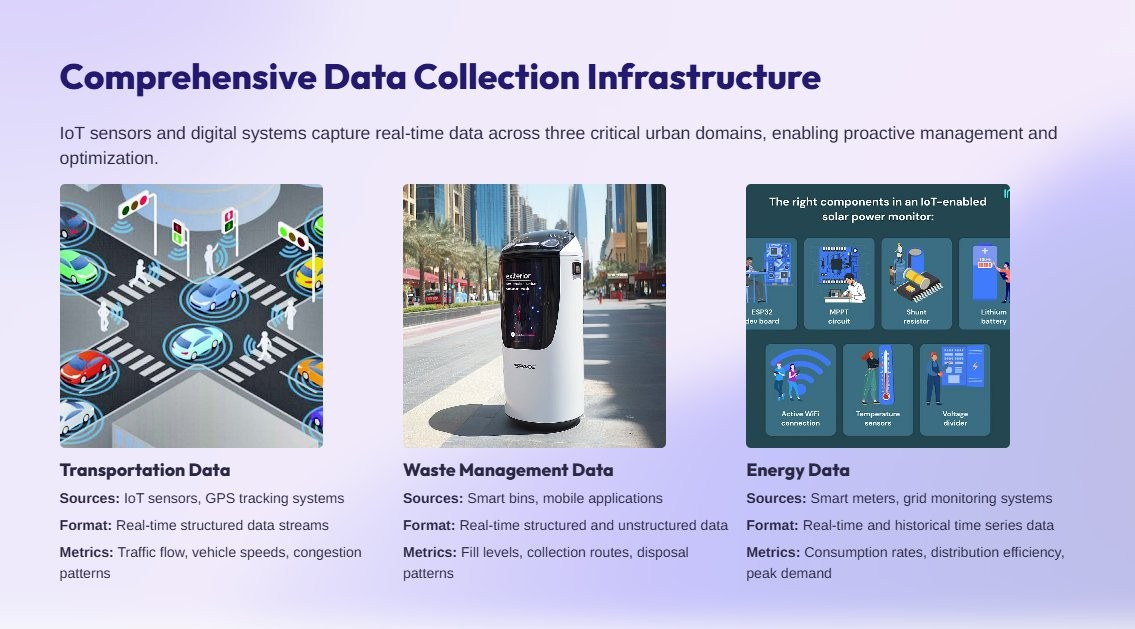 Comprehensive Data Collection Infrastructure
IoT sensors and digital systems capture real-time data across three critical urban domains, enabling proactive management and
optimization.
exterior
SPACE
The right components in an IoT-enabled
solar power monitor:
ESP32
dev board
MPPT
circuit
Shunt
resistor
Lithium
battery
Active WiFi
connection
Temperature
sensors
Voltage
divider
Transportation Data
Sources: IoT sensors, GPS tracking systems
Format: Real-time structured data streams
Metrics: Traffic flow, vehicle speeds, congestion
patterns
Waste Management Data
Sources: Smart bins, mobile applications
Format: Real-time structured and unstructured data
Metrics: Fill levels, collection routes, disposal
patterns
Energy Data
Sources: Smart meters, grid monitoring systems
Format: Real-time and historical time series data
Metrics: Consumption rates, distribution efficiency,
peak demand